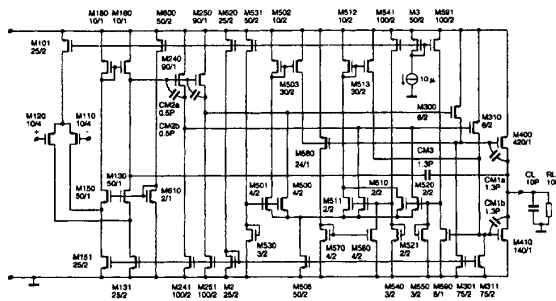 M180 M160 M600 M250 M620 M531 M502 M512 M541 M3 M591
10/1 10/1 50/2 90/1 25/2 50/2 10/2 10/2 100/2 50/2 100/2
M101
25/2
M240
90/1
M503
30/2
M513
30/2
10μ
CM2a
0.5P
CM2b
0.5P
M300
6/2
M310
6/2
M120
10/4
M110
10/4
+
-
M560
24/1
CM3
1.3P
M400
420/1
M150
50/1
M130
50/1
M610
2/1
M501
4/2
M500
4/2
M511
2/2
M510
2/2
M520
2/2
CM1a
1.3P
CM1b
1.3P
CL
10P
RL
M530
3/2
M570
4/2
M580
4/2
M521
2/2
M410
140/1
M151
25/2
M131
25/2
M241
100/2
M251
100/2
M2
25/2
M505
50/2
M540
3/2
M550
3/2
M590
6/1
M301
75/2
M311
75/2